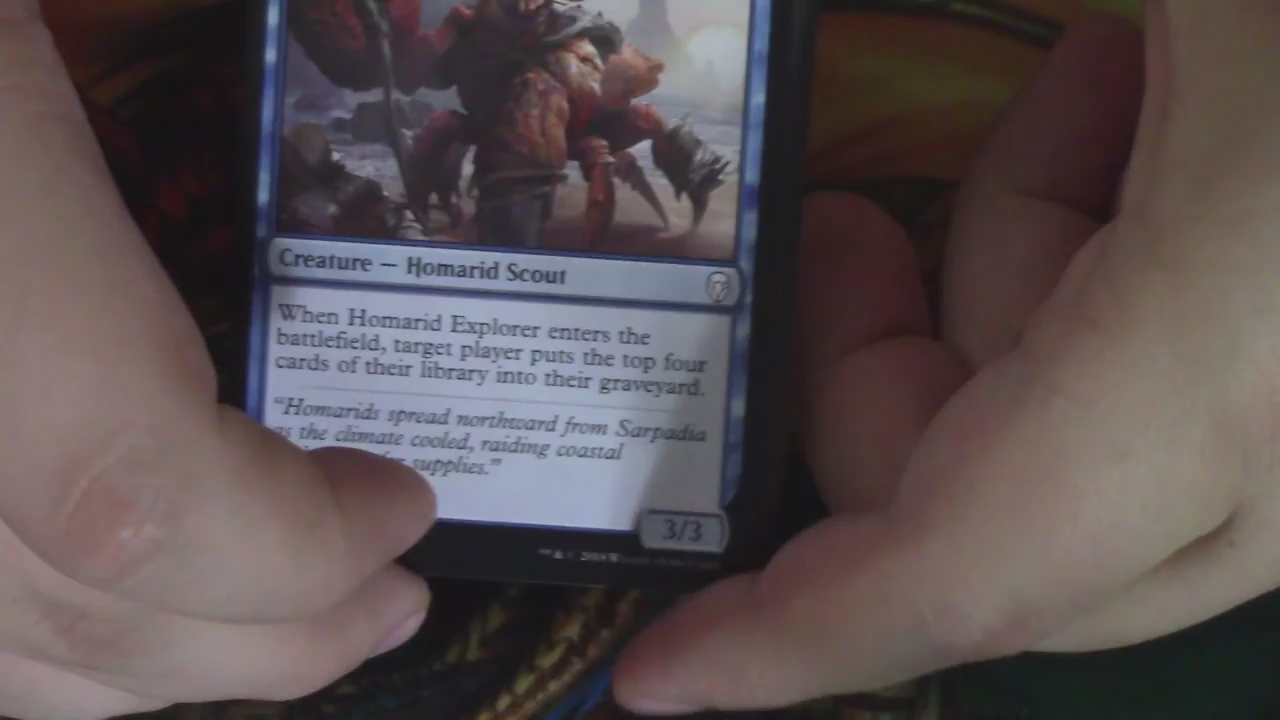 Creature — Homarid Scout
When Homarid Explorer enters the
battlefield, target player puts the top four
cards of their library into their graveyard.
"Homarids spread northward from Sarpadia
as the climate cooled, raiding coastal
supplies."
3/3